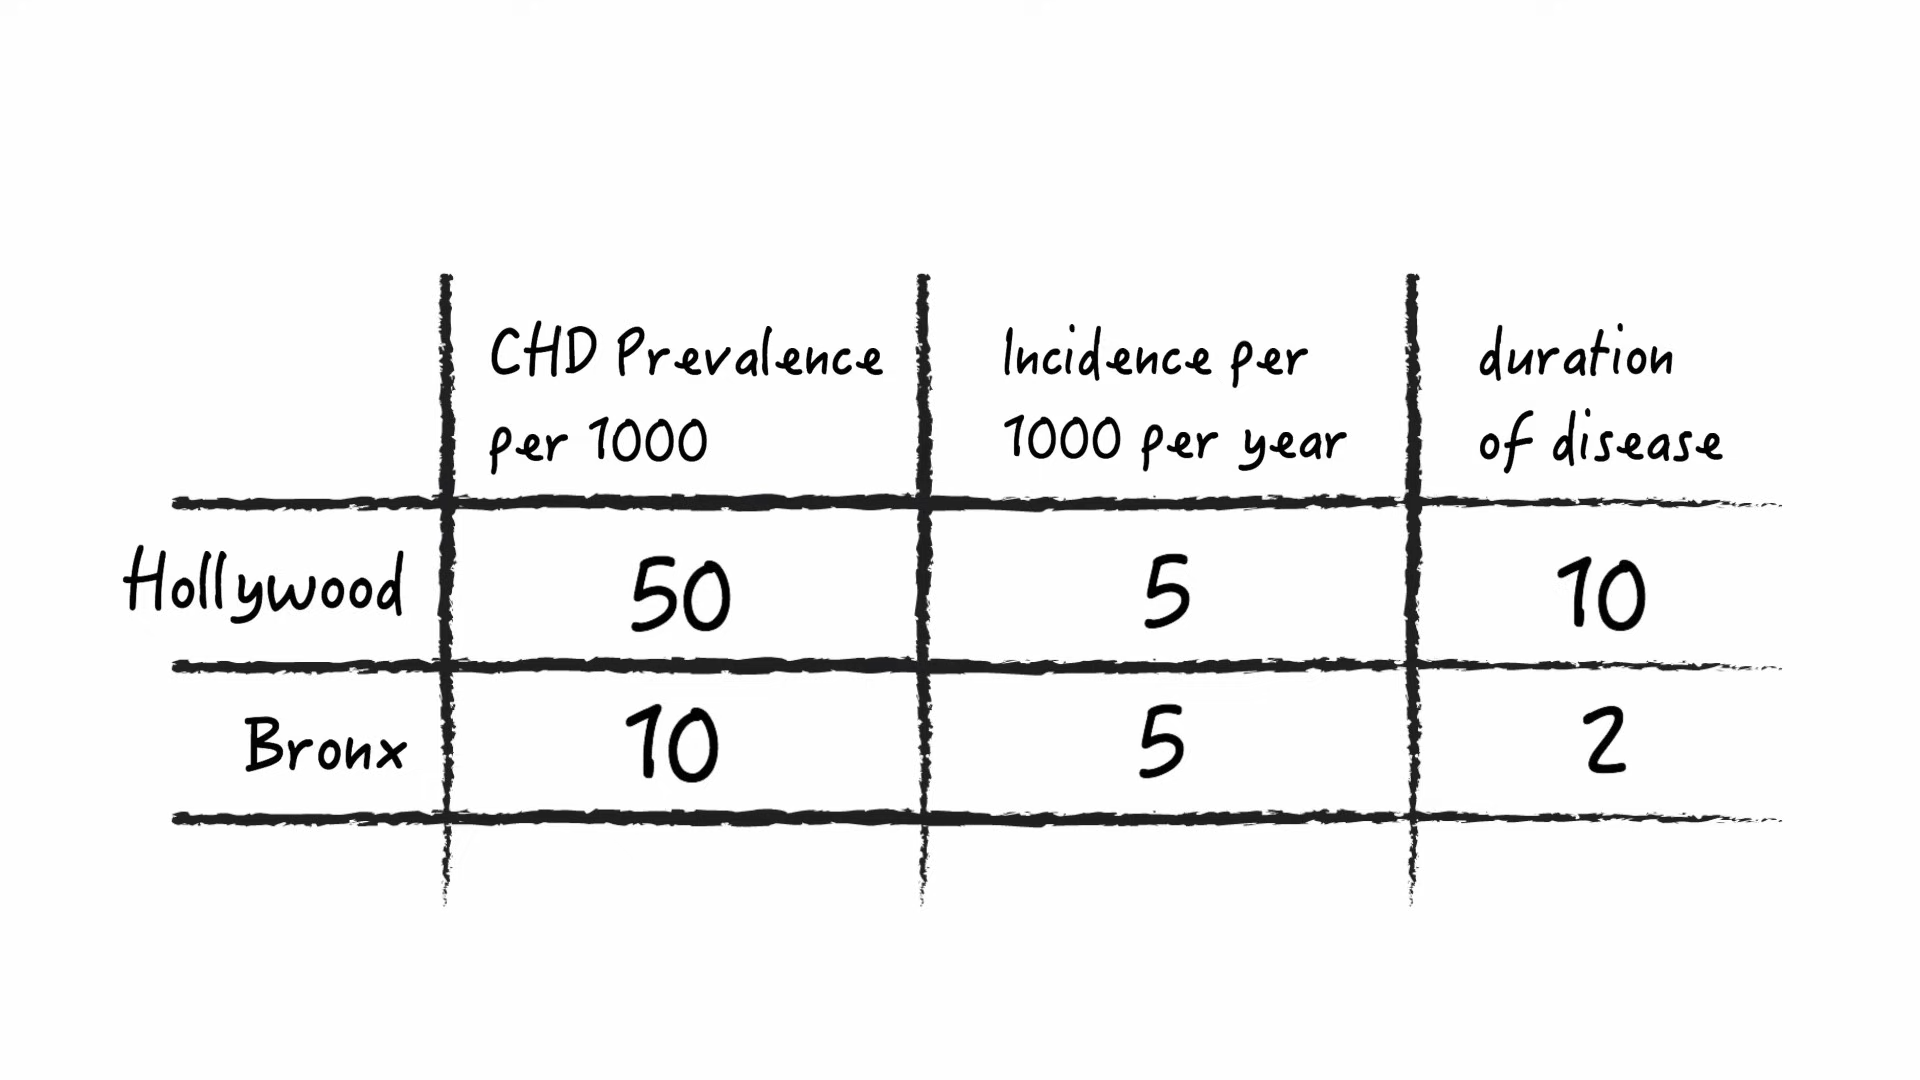 CHD Prevalence
per 1000
Incidence per
1000 per year
duration
of disease
Hollywood 50 5 10
Bronx 10 5 2